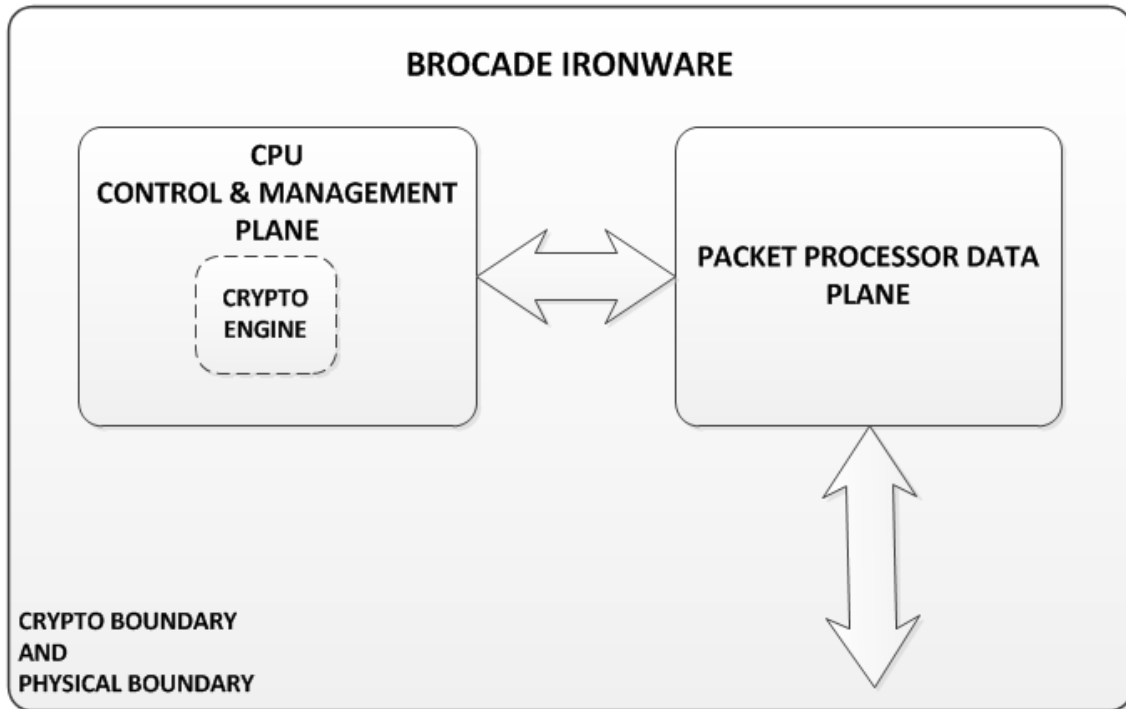 BROCADE IRONWARE
CPU
CONTROL & MANAGEMENT
PLANE
CRYPTO
ENGINE
PACKET PROCESSOR DATA
PLANE
CRYPTO BOUNDARY
AND
PHYSICAL BOUNDARY